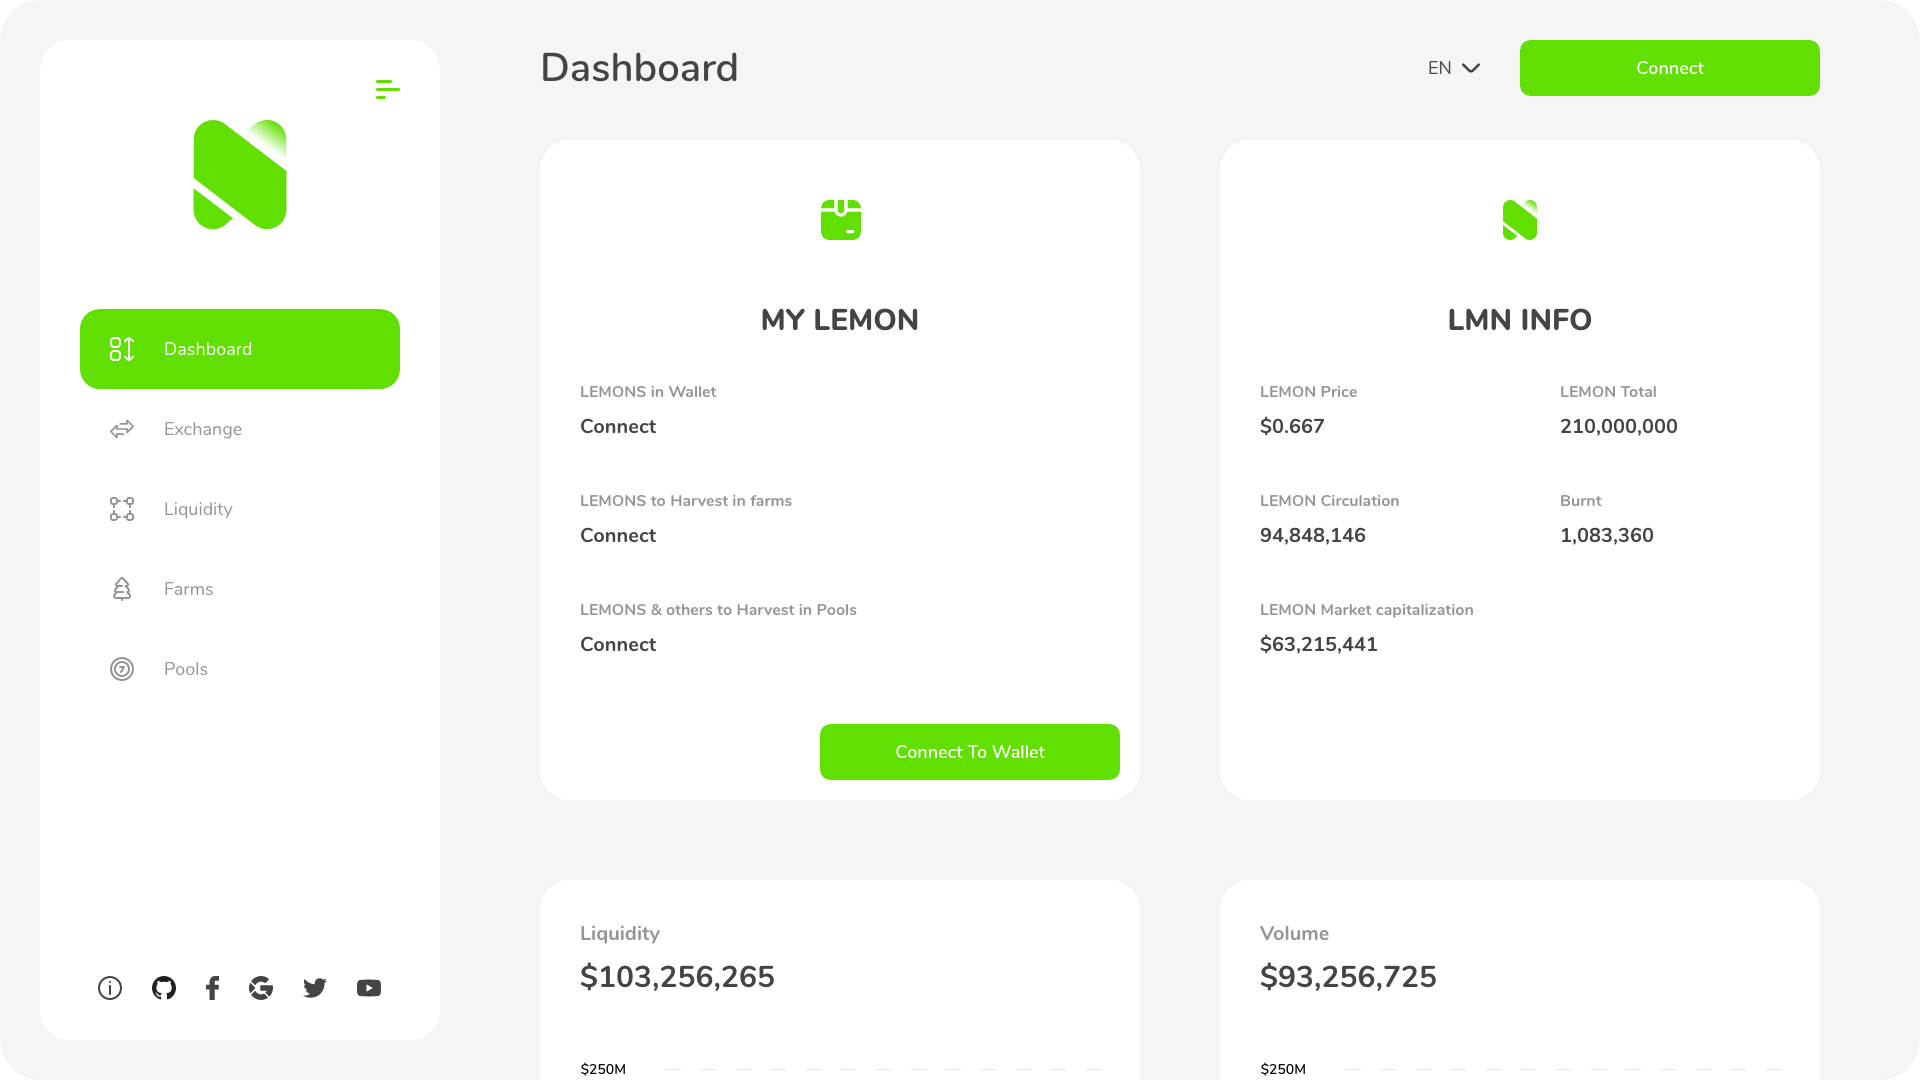 Dashboard
EN
Connect
Dashboard
Exchange
Liquidity
Farms
Pools
MY LEMON
LEMONS in Wallet
Connect
LEMONS to Harvest in farms
Connect
LEMONS & others to Harvest in Pools
Connect
Connect To Wallet
LMN INFO
LEMON Price
$0.667
LEMON Total
210,000,000
LEMON Circulation
94,848,146
Burnt
1,083,360
LEMON Market capitalization
$63,215,441
Liquidity
$103,256,265
$250M
Volume
$93,256,725
$250M